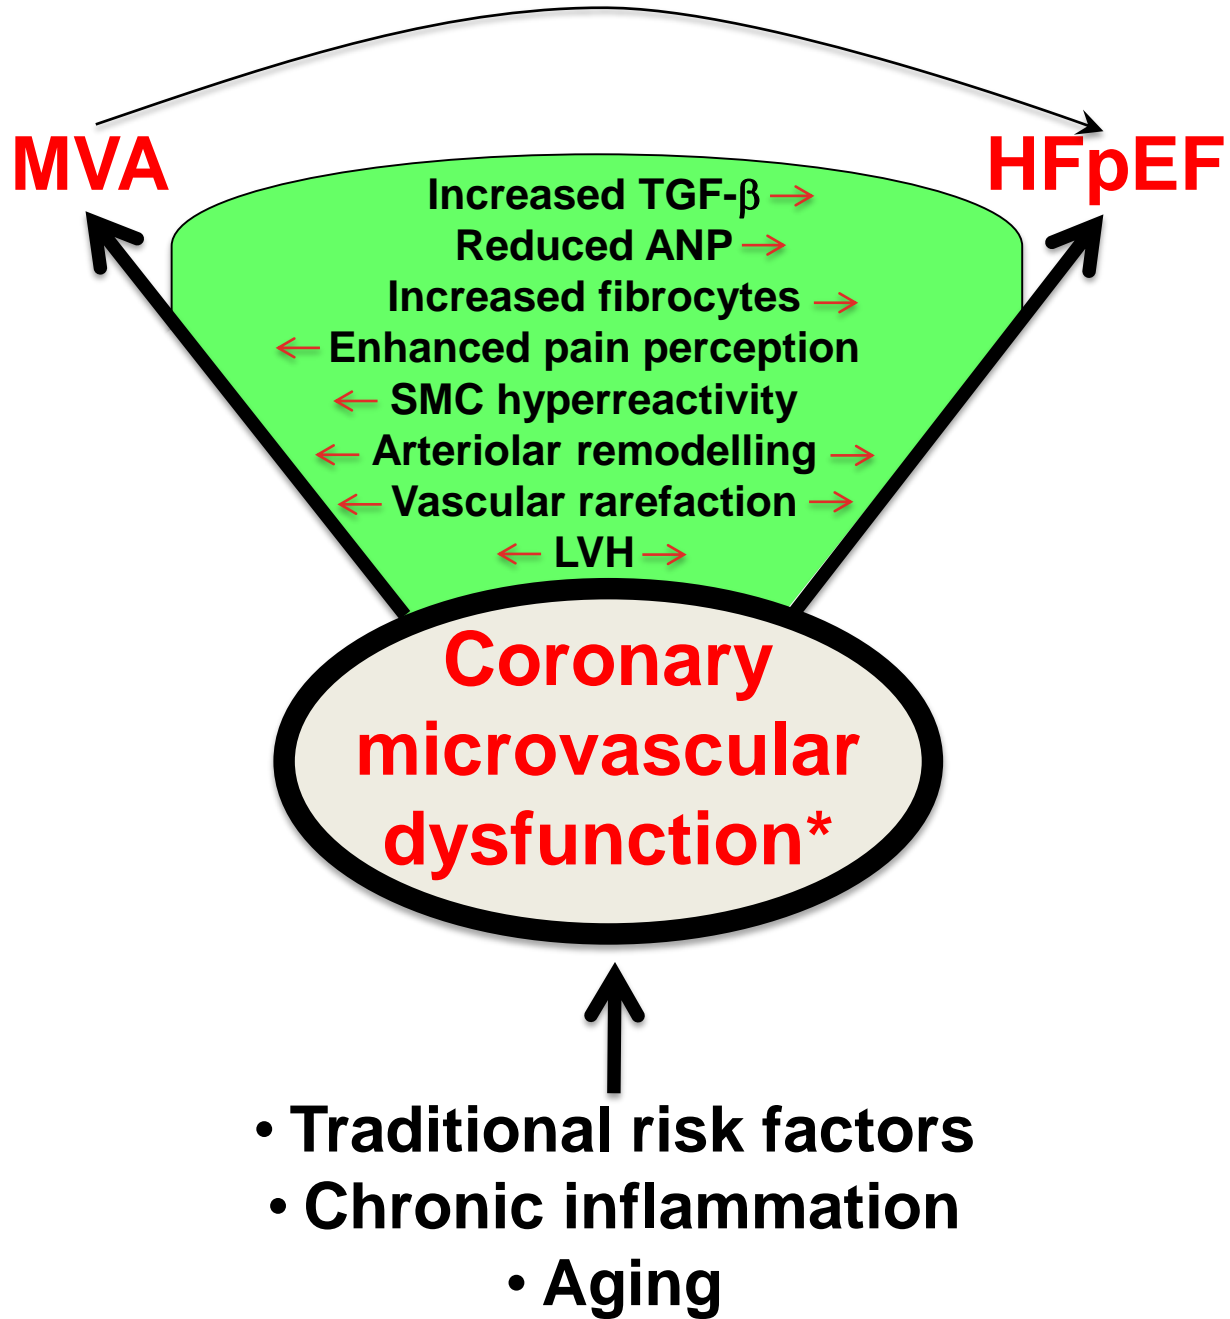 MVA
HFpEF
Increased TGF-β →
Reduced ANP →
Increased fibrocytes →
← Enhanced pain perception
← SMC hyperreactivity
← Arteriolar remodelling →
← Vascular rarefaction →
← LVH →
Coronary
microvascular
dysfunction*
• Traditional risk factors
• Chronic inflammation
• Aging